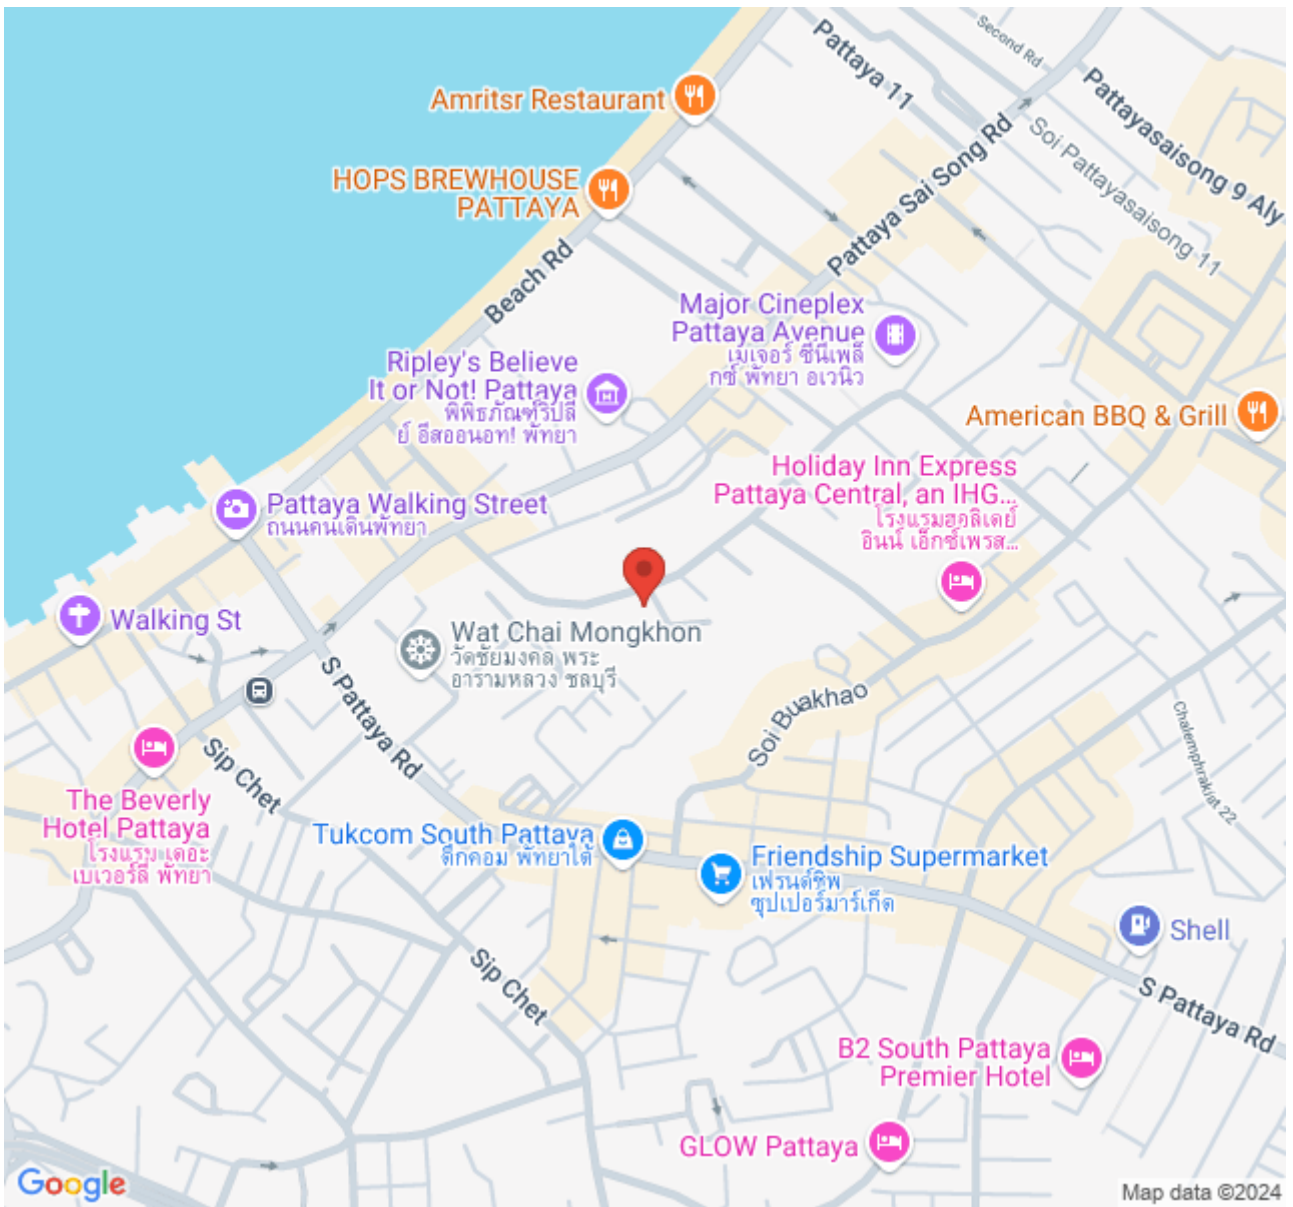 Pattaya 11
Second Rd
Pattayasaisong 9 Aly
Soi Pattayasaisong 11
Pattaya Sai Song Rd
Amritsr Restaurant
HOPS BREWHOUSE
PATTAYA
Beach Rd
Major Cineplex
Pattaya Avenue
เมเจอร์ ซีนีเพล็
กซ์ พัทยา อเวนิว
Ripley's Believe
It or Not! Pattaya
พิพิธภัณฑ์ริปลี
ย์ อีสออนอท! พัทยา
American BBQ & Grill
Holiday Inn Express
Pattaya Central, an IHG...
โรงแรมฮอลิเดย์
อินน์ เอ็กซ์เพรส...
Pattaya Walking Street
ถนนคนเดินพัทยา
Walking St
Wat Chai Mongkhon
วัดชัยมงคล พระ
อารามหลวง ชลบุรี
S Pattaya Rd
Soi Buakhao
Chalermphrakiat 22
Sip Chet
The Beverly
Hotel Pattaya
โรงแรม เดอะ
เบเวอร์ลี่ พัทยา
Tukcom South Pattaya
ตึกคอม พัทยาใต้
Friendship Supermarket
เฟรนด์ชิพ
ซุปเปอร์มาร์เก็ต
Shell
Sip Chet
S Pattaya Rd
B2 South Pattaya
Premier Hotel
GLOW Pattaya
Google
Map data ©2024